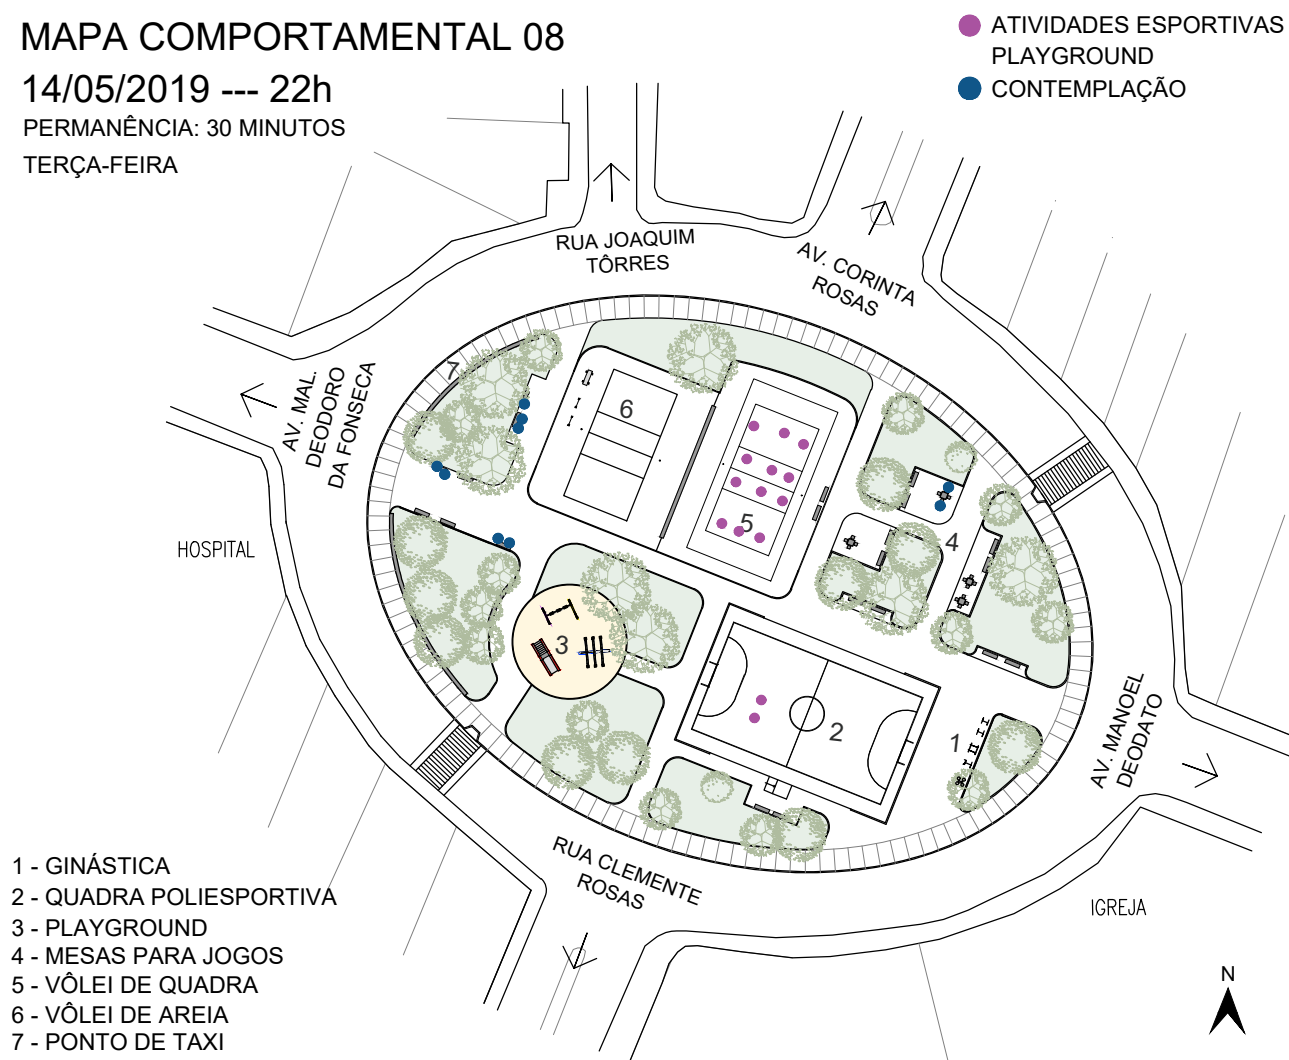 MAPA COMPORTAMENTAL 08
14/05/2019 --- 22h
PERMANÊNCIA: 30 MINUTOS
TERÇA-FEIRA
ATIVIDADES ESPORTIVAS
PLAYGROUND
CONTEMPLAÇÃO
RUA JOAQUIM
TÔRRES
AV. CORINTA
ROSAS
AV. MAL.
DEODORO
DA FONSECA
7
6
5
4
3
2
1
HOSPITAL
AV. MANOEL
DEODATO
RUA CLEMENTE
ROSAS
IGREJA
1 - GINÁSTICA
2 - QUADRA POLIESPORTIVA
3 - PLAYGROUND
4 - MESAS PARA JOGOS
5 - VÔLEI DE QUADRA
6 - VÔLEI DE AREIA
7 - PONTO DE TAXI
N